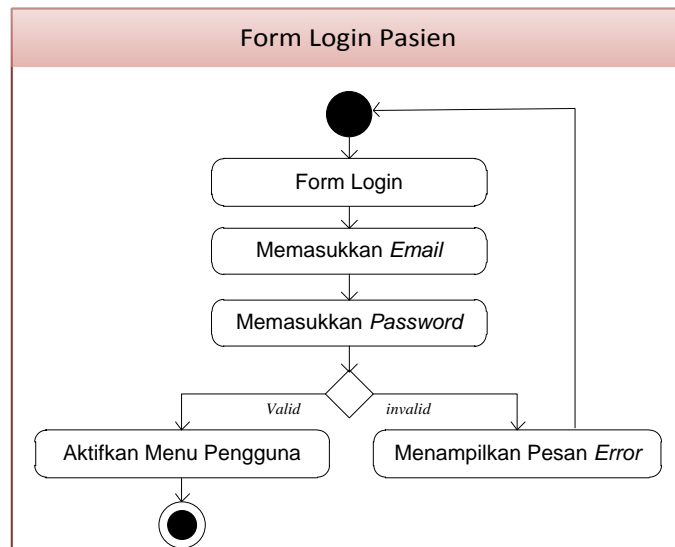 Form Login Pasien
Form Login
Memasukkan Email
Memasukkan Password
Valid
invalid
Aktifkan Menu Pengguna
Menampilkan Pesan Error